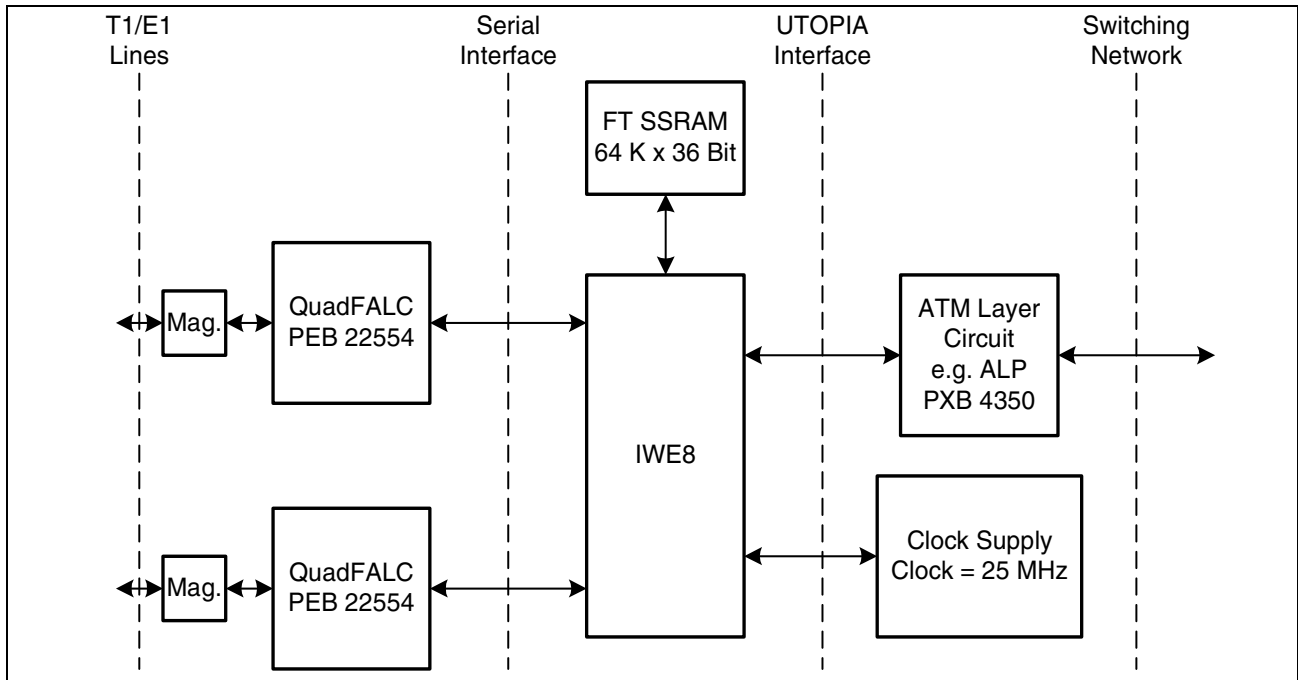 T1/E1
Lines
Serial
Interface
UTOPIA
Interface
Switching
Network
FT SSRAM
64 K x 36 Bit
Mag.
QuadFALC
PEB 22554
IWE8
ATM Layer
Circuit
e.g. ALP
PXB 4350
Mag.
QuadFALC
PEB 22554
Clock Supply
Clock = 25 MHz